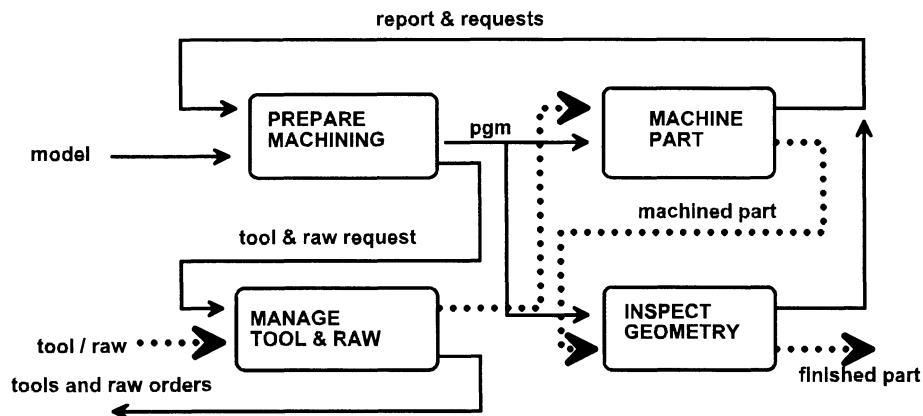 report & requests
PREPARE
MACHINING
pgm
MACHINE
PART
model
machined part
tool & raw request
MANAGE
TOOL & RAW
INSPECT
GEOMETRY
tool / raw
tools and raw orders
finished part